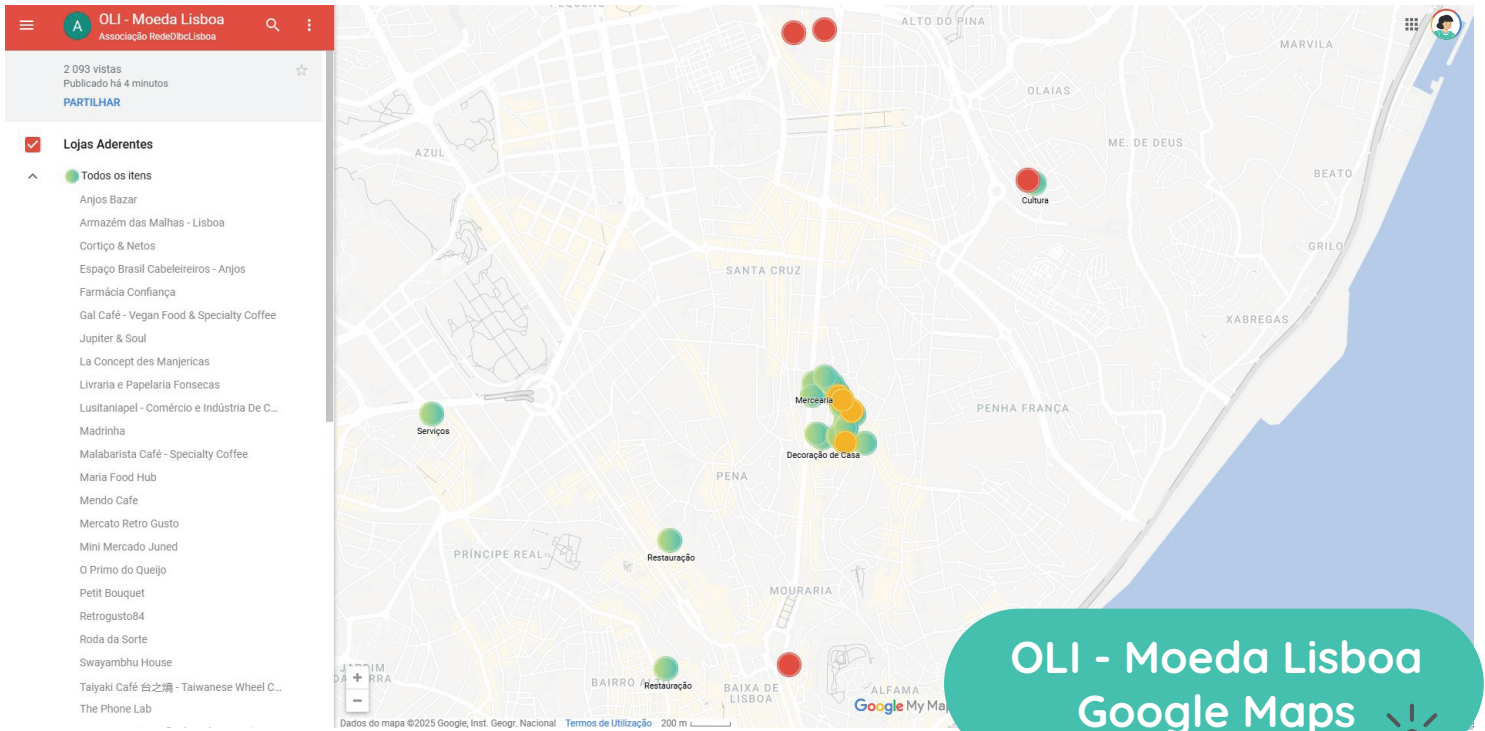 OLI - Moeda Lisboa
Associação RedeDlbcLisboa
A
2 093 vistas
Publicado há 4 minutos
PARTILHAR
Lojas Aderentes
Todos os itens
Anjos Bazar
Armazém das Malhas - Lisboa
Cortiço & Netos
Espaço Brasil Cabeleireiros - Anjos
Farmácia Confiança
Gal Café - Vegan Food & Specialty Coffee
Jupiter & Soul
La Concept des Manjericas
Livraria e Papelaria Fonsecas
Lusitaniapel - Comércio e Indústria De C...
Madrinha
Malabarista Café - Specialty Coffee
Maria Food Hub
Mendo Cafe
Mercato Retro Gusto
Mini Mercado Juned
O Primo do Queijo
Petit Bouquet
Retrogusto84
Roda da Sorte
Swayambhu House
Taiyaki Café 台之燒 - Taiwanese Wheel C...
The Phone Lab
ALTO DO PINA
MARVILA
OLAIAS
AZUL
ME. DE DEUS
BEATO
Cultura
GRILO
SANTA CRUZ
XABREGAS
Mercearia
PENHA FRANÇA
Serviços
Decoração de Casa
PENA
PRÍNCIPE REAL
Restauração
MOURARIA
JARDIM
BAIRRO ALTO
Restauração
BAIXA DE
LISBOA
ALFAMA
Google My Ma
Dados do mapa ©2025 Google, Inst. Geogr. Nacional
Termos de Utilização
200 m
OLI - Moeda Lisboa
Google Maps